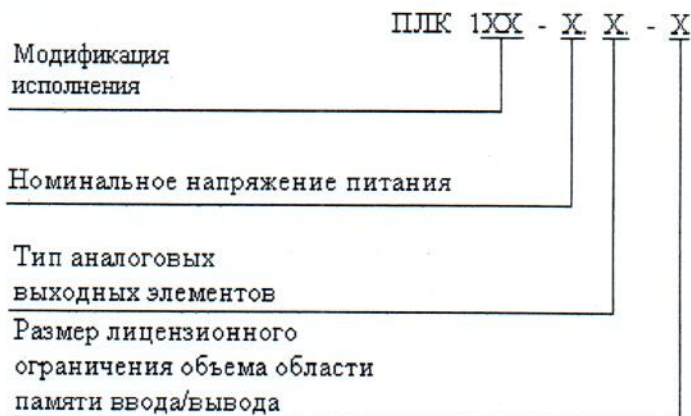 ПЛК 1XX - X. X. - X
Модификация
исполнения
Номинальное напряжение питания
Тип аналоговых
выходных элементов
Размер лицензионного
ограничения объема области
памяти ввода/вывода